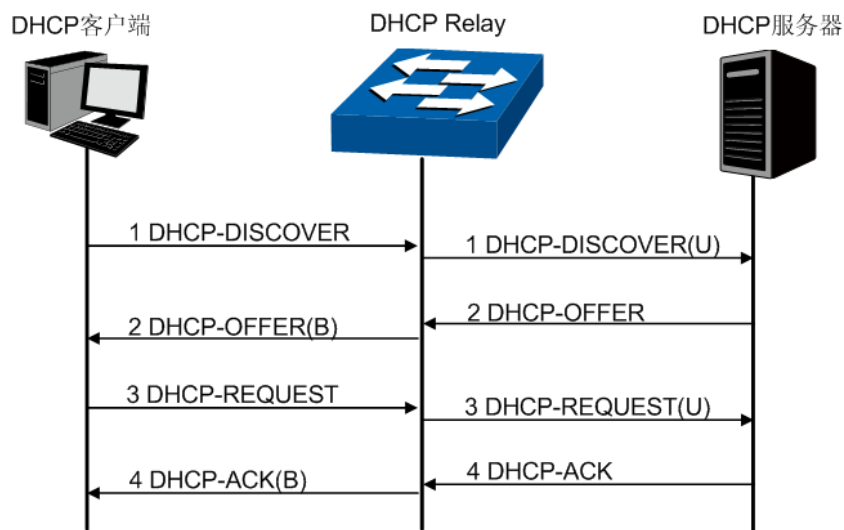 DHCP客户端
DHCP Relay
DHCP服务器
1 DHCP-DISCOVER
1 DHCP-DISCOVER(U)
2 DHCP-OFFER
2 DHCP-OFFER(B)
3 DHCP-REQUEST
3 DHCP-REQUEST(U)
4 DHCP-ACK
4 DHCP-ACK(B)